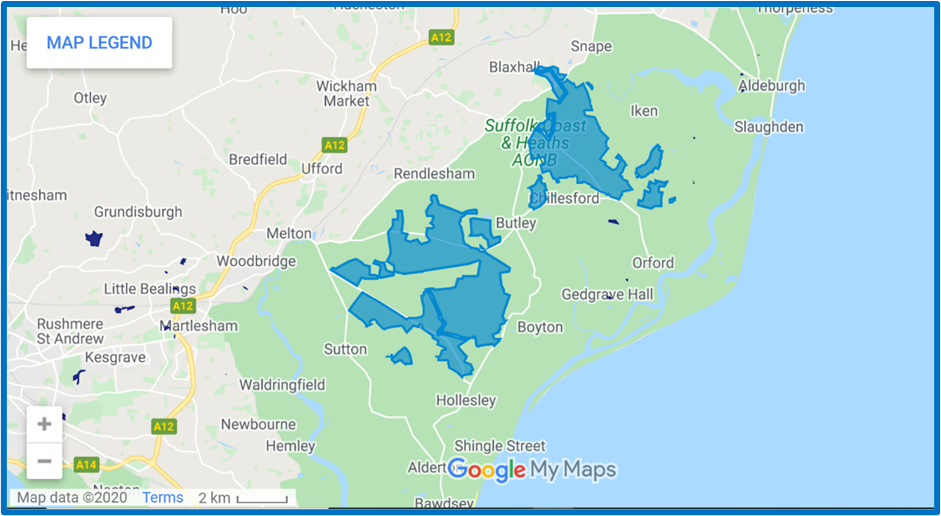 Hoo
Hacheston
Thorpeness
MAP LEGEND
A12
Snape
Blaxhall
Wickham
Market
Aldeburgh
Otley
Iken
Suffolk Coast
& Heaths
AONB
Slaughden
A12
Bredfield
Ufford
Rendlesham
itnesham
Chillesford
Grundisburgh
Butley
Melton
Woodbridge
Orford
Little Bealings
Gedgrave Hall
A12
Rushmere
St Andrew
Martlesham
Boyton
Kesgrave
Sutton
Waldringfield
Hollesley
Newbourne
A12
Hemley
Shingle Street
A14
Aldert
Google My Maps
Nacton
Bawdsey
Map data ©2020
Terms
2 km